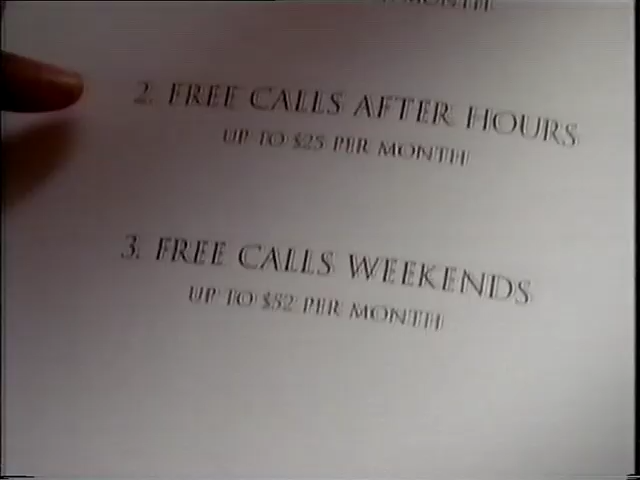 2. FREE CALLS AFTER HOURS
UP TO $25 PER MONTH
3. FREE CALLS WEEKENDS
UP TO $52 PER MONTH